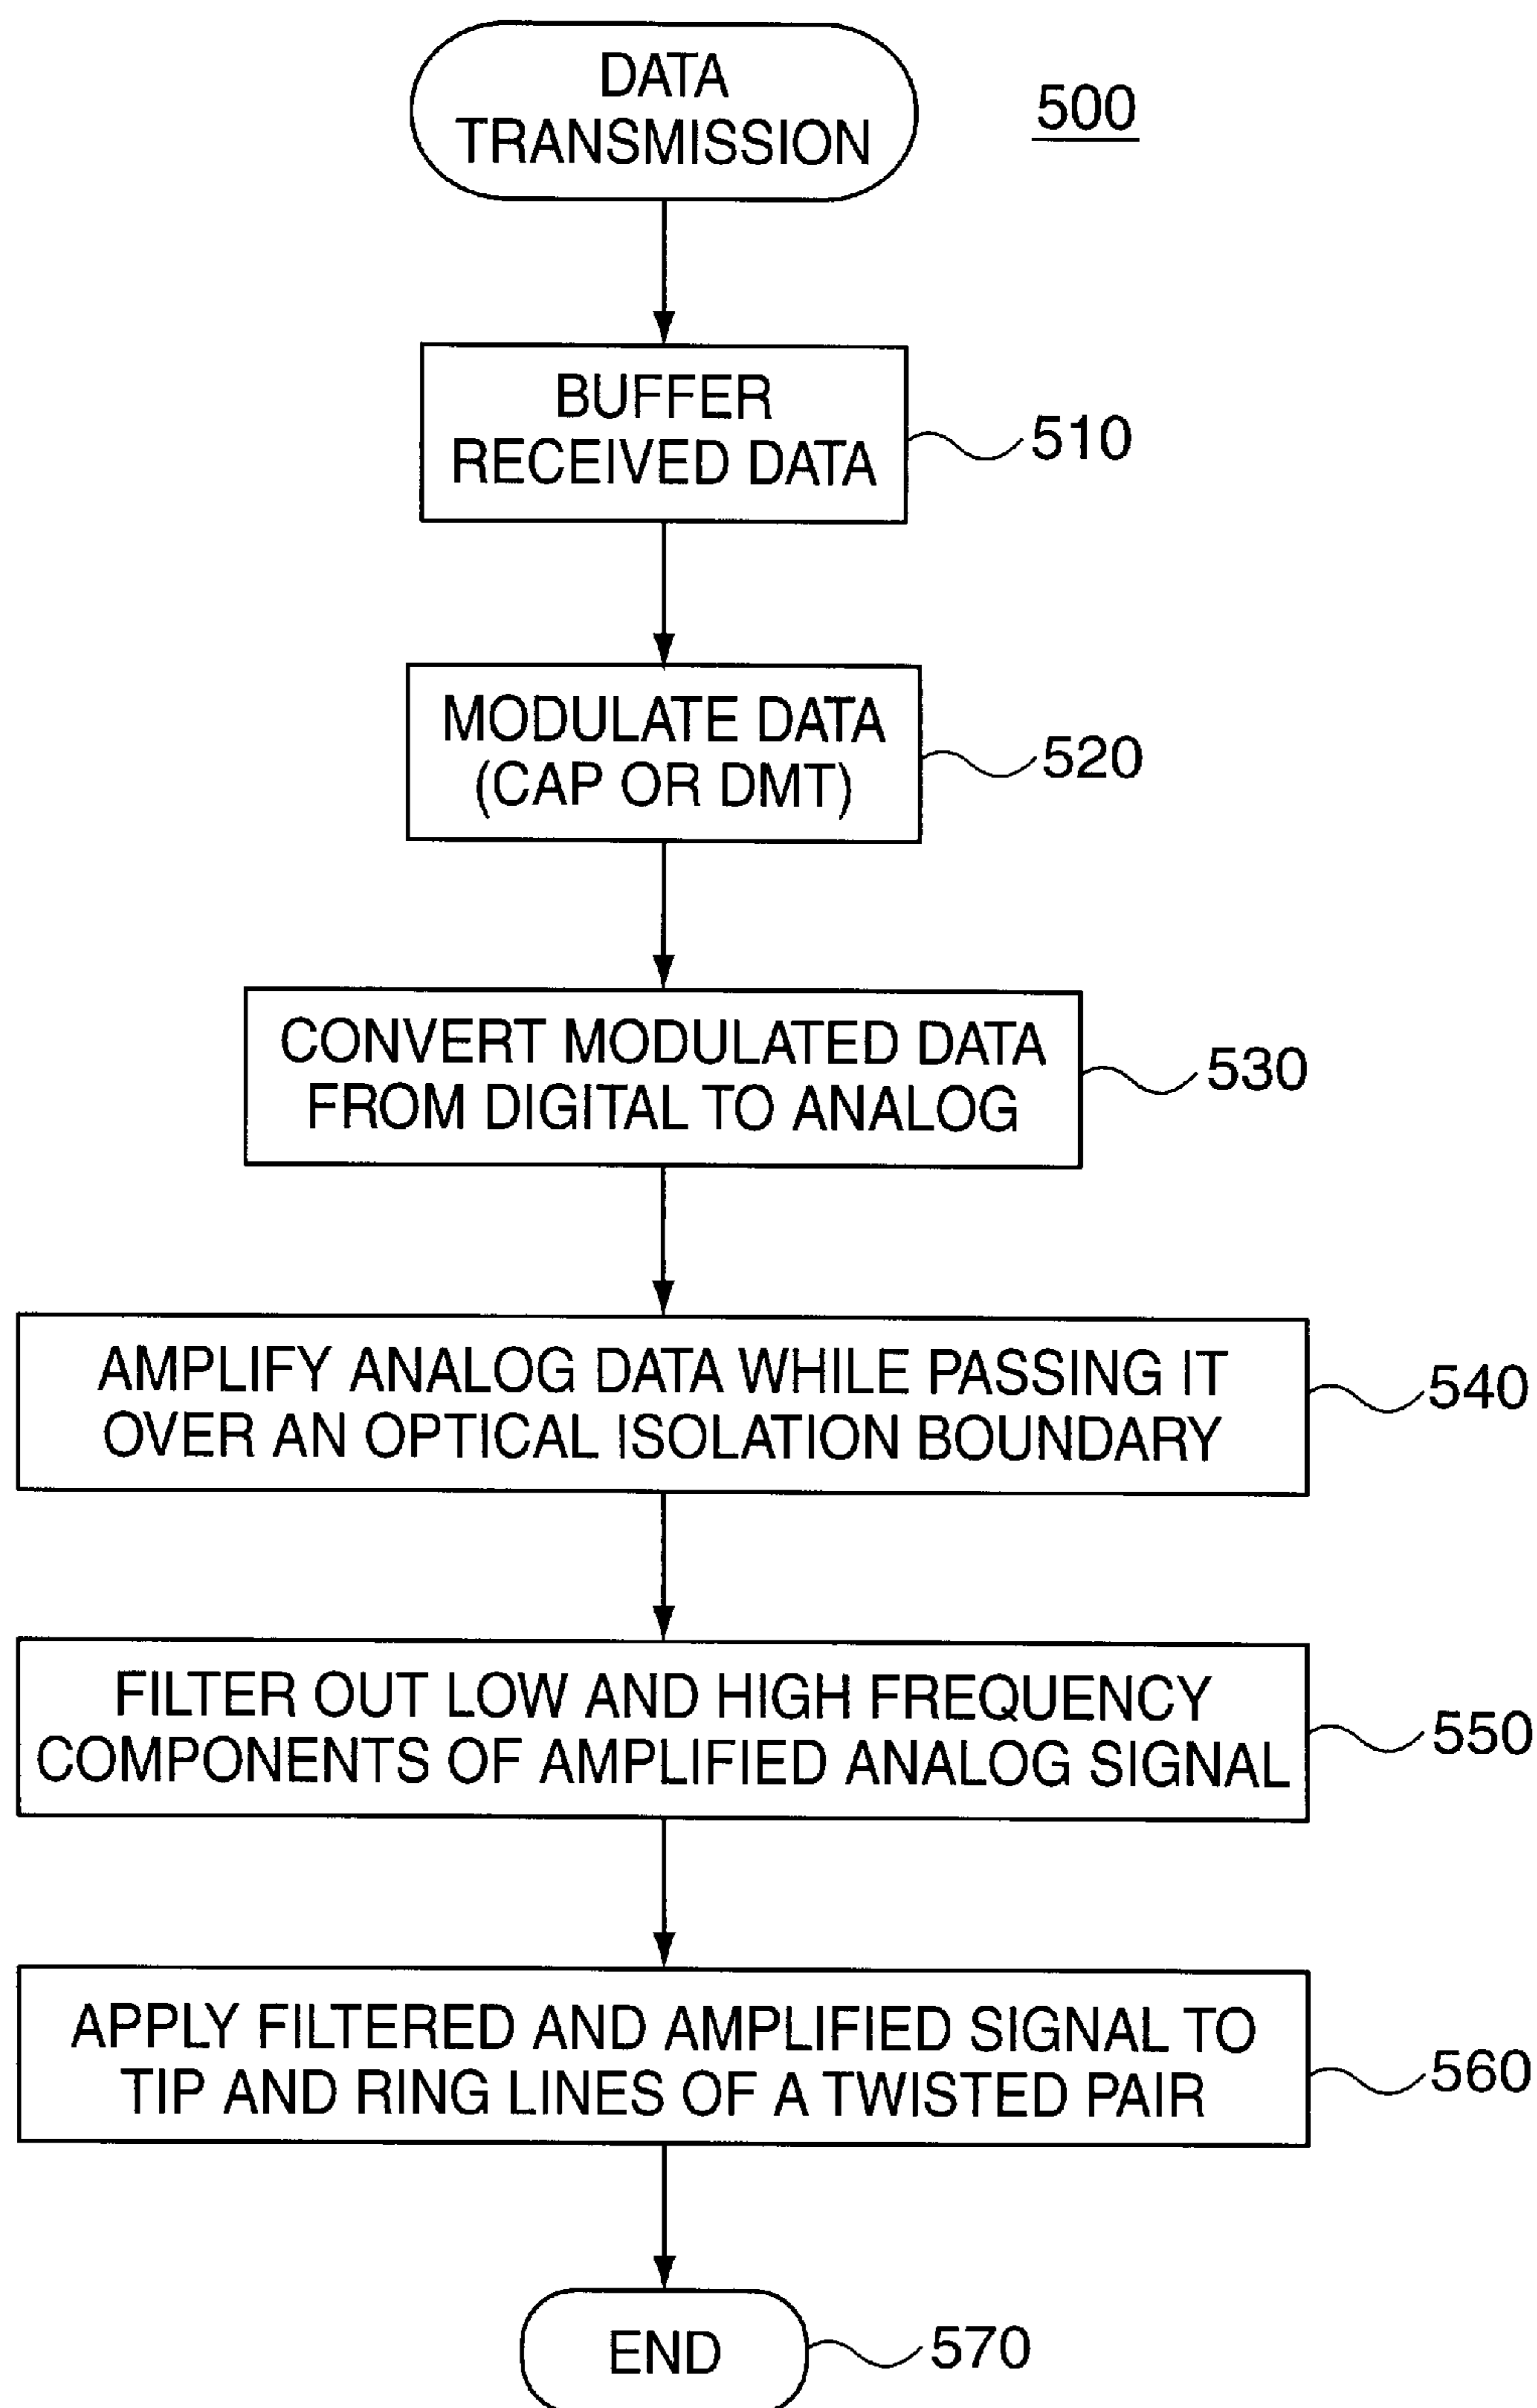 DATA
TRANSMISSION
500
BUFFER
RECEIVED DATA
510
MODULATE DATA
(CAP OR DMT)
520
CONVERT MODULATED DATA
FROM DIGITAL TO ANALOG
530
AMPLIFY ANALOG DATA WHILE PASSING IT
OVER AN OPTICAL ISOLATION BOUNDARY
540
FILTER OUT LOW AND HIGH FREQUENCY
COMPONENTS OF AMPLIFIED ANALOG SIGNAL
550
APPLY FILTERED AND AMPLIFIED SIGNAL TO
TIP AND RING LINES OF A TWISTED PAIR
560
END
570